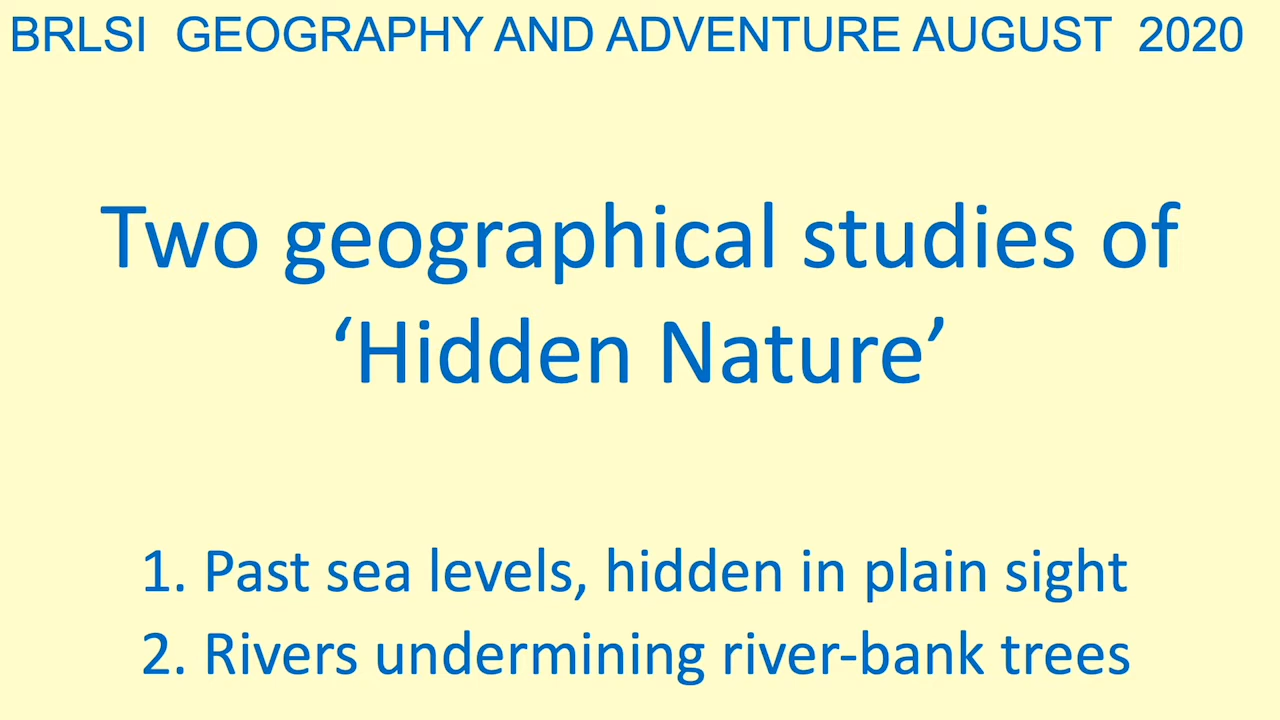 BRLSI  GEOGRAPHY AND ADVENTURE AUGUST  2020
Two geographical studies of
‘Hidden Nature’
1. Past sea levels, hidden in plain sight
2. Rivers undermining river-bank trees